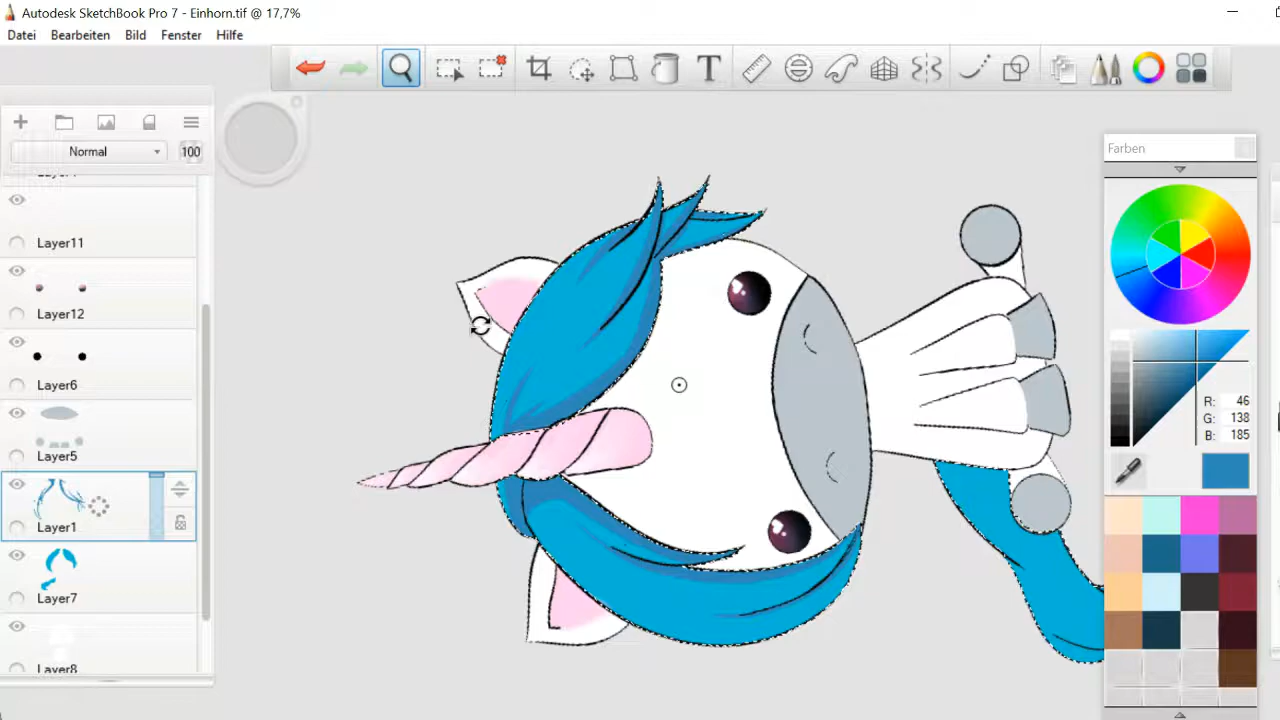 Autodesk SketchBook Pro 7 - Einhorn.tif @ 17,7%
Datei Bearbeiten Bild Fenster Hilfe
T
Normal 100
Layer11
Layer12
Layer6
Layer5
Layer1
Layer7
Layer8
Farben
R: 46
G: 138
B: 185